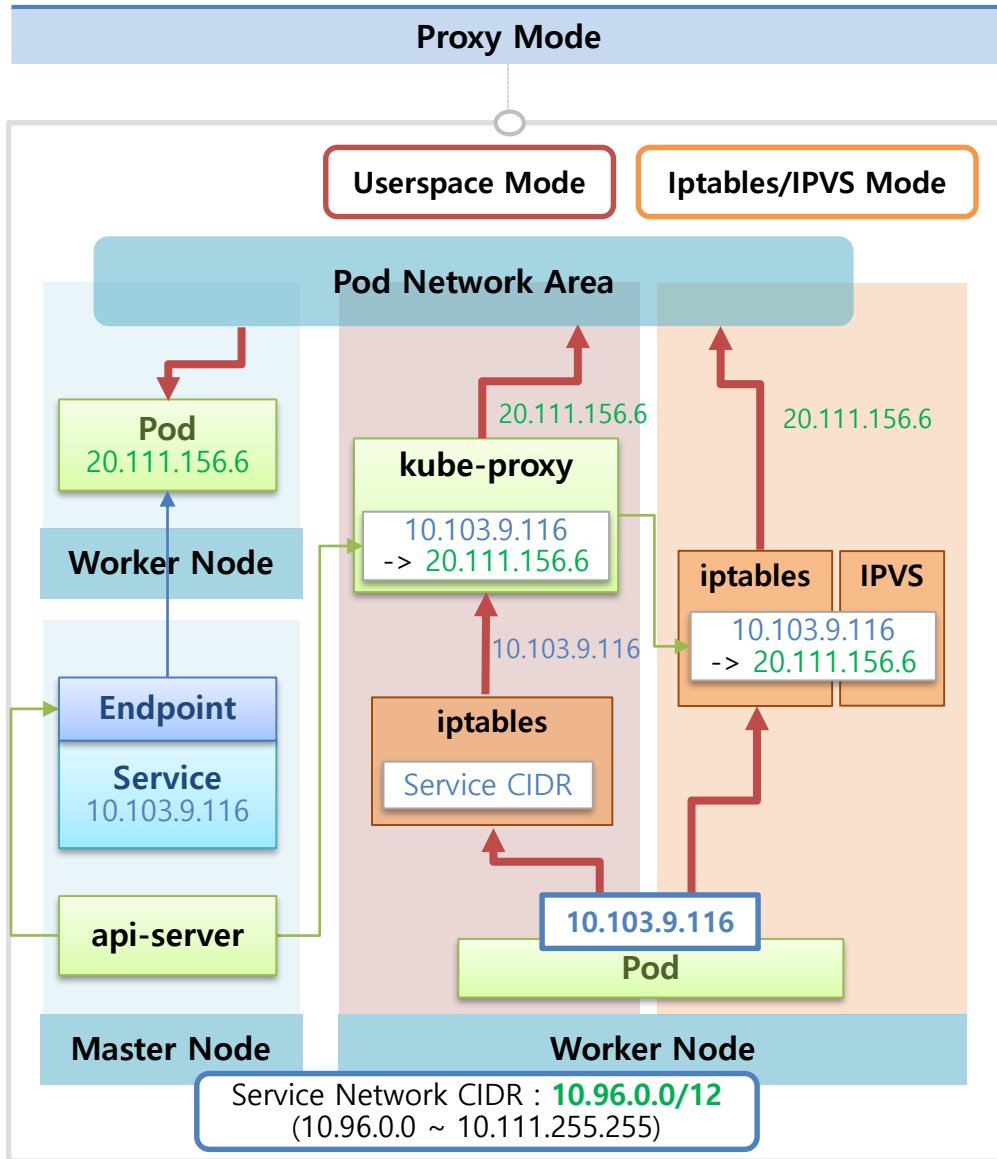 Proxy Mode
Userspace Mode
Iptables/IPVS Mode
Pod Network Area
Pod
20.111.156.6
Worker Node
Endpoint
Service
10.103.9.116
api-server
Master Node
20.111.156.6
kube-proxy
10.103.9.116
-> 20.111.156.6
10.103.9.116
iptables
Service CIDR
20.111.156.6
iptables
IPVS
10.103.9.116
-> 20.111.156.6
10.103.9.116
Pod
Worker Node
Service Network CIDR : 10.96.0.0/12
(10.96.0.0 ~ 10.111.255.255)